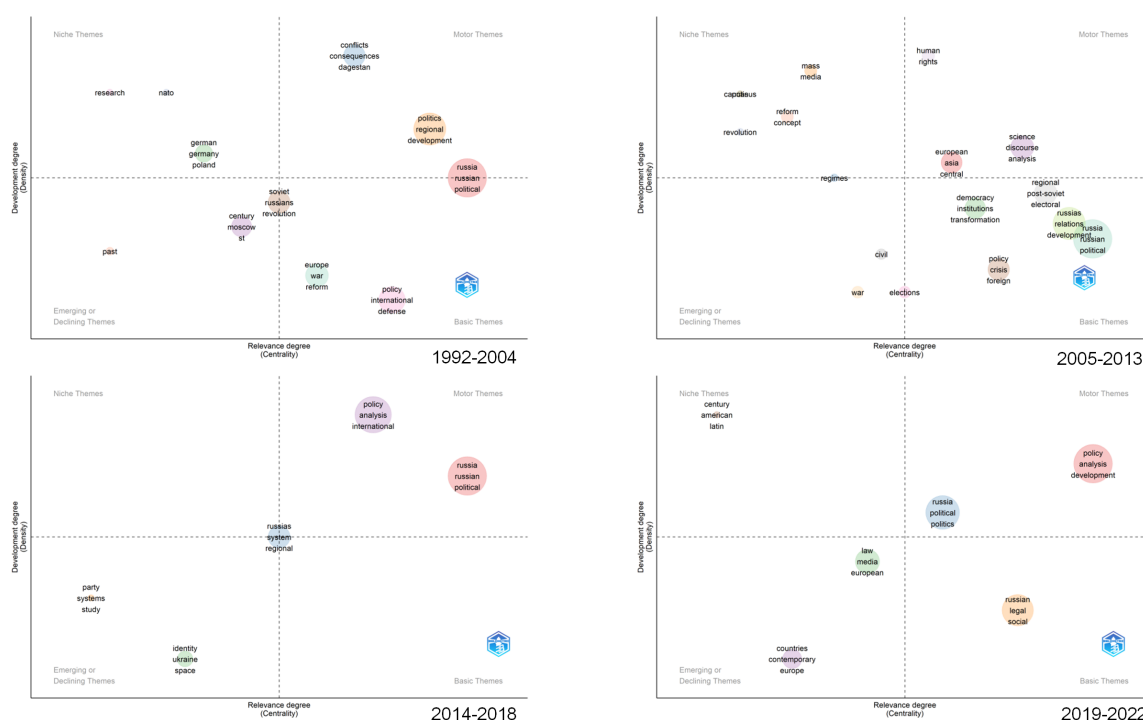 Niche Themes
Motor Themes
conflicts
consequences
dagestan
research
nato
politics
regional
development
german
germany
poland
russia
russian
political
soviet
russians
revolution
century
moscow
st
past
europe
war
reform
policy
international
defense
Emerging or
Declining Themes
Basic Themes
Development degree
(Density)
Relevance degree
(Centrality)
1992-2004
Niche Themes
Motor Themes
human
rights
mass
media
reform
concept
revolution
science
discourse
analysis
european
asia
central
regimes
regional
post-soviet
electoral
democracy
institutions
transformation
russias
relations
development
russia
russian
political
civil
policy
crisis
foreign
war
elections
Emerging or
Declining Themes
Basic Themes
Development degree
(Density)
Relevance degree
(Centrality)
2005-2013
Niche Themes
Motor Themes
policy
analysis
international
russia
russian
political
russias
system
regional
party
systems
study
identity
ukraine
space
Emerging or
Declining Themes
Basic Themes
Development degree
(Density)
Relevance degree
(Centrality)
2014-2018
Niche Themes
Motor Themes
century
american
latin
policy
analysis
development
russia
political
politics
law
media
european
russian
legal
social
countries
contemporary
europe
Emerging or
Declining Themes
Basic Themes
Development degree
(Density)
Relevance degree
(Centrality)
2019-2022